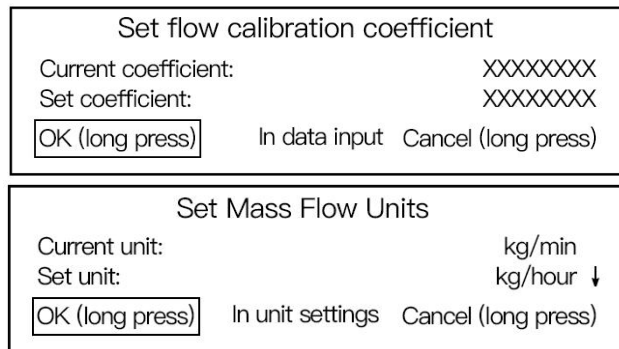 Set flow calibration coefficient
Current coefficient: XXXXXXXX
Set coefficient: XXXXXXXX
OK (long press) In data input Cancel (long press)
Set Mass Flow Units
Current unit: kg/min
Set unit: kg/hour ↓
OK (long press) In unit settings Cancel (long press)